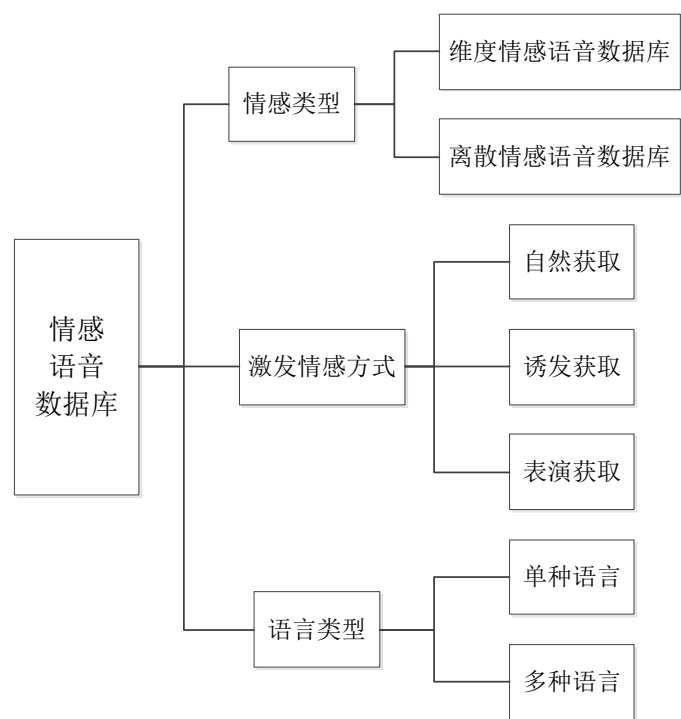 维度情感语音数据库
情感类型
离散情感语音数据库
自然获取
情感
语音
数据库
激发情感方式
诱发获取
表演获取
单种语言
语言类型
多种语言